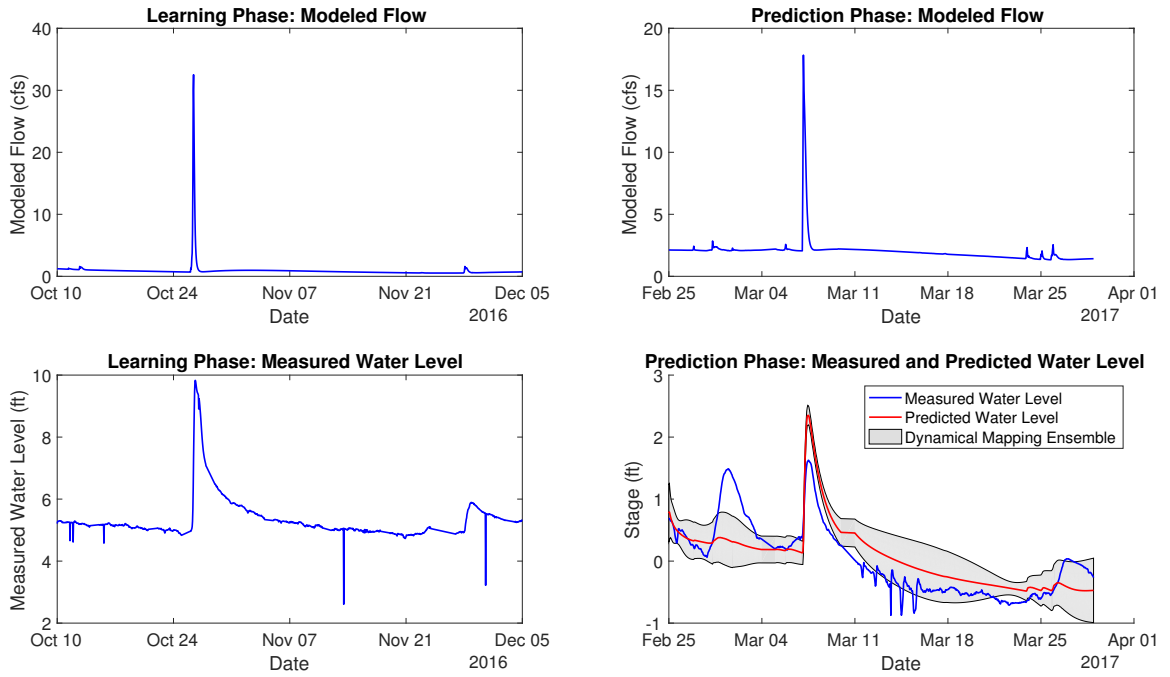 Learning Phase: Modeled Flow
Modeled Flow (cfs)
40
30
20
10
0
Oct 10
Oct 24
Nov 07
Nov 21
Dec 05
Date
2016
Prediction Phase: Modeled Flow
Modeled Flow (cfs)
20
15
10
5
0
Feb 25
Mar 04
Mar 11
Mar 18
Mar 25
Apr 01
Date
2017
Learning Phase: Measured Water Level
Measured Water Level (ft)
10
8
6
4
2
Oct 10
Oct 24
Nov 07
Nov 21
Dec 05
Date
2016
Prediction Phase: Measured and Predicted Water Level
Stage (ft)
3
2
1
0
-1
Measured Water Level
Predicted Water Level
Dynamical Mapping Ensemble
Feb 25
Mar 04
Mar 11
Mar 18
Mar 25
Apr 01
Date
2017